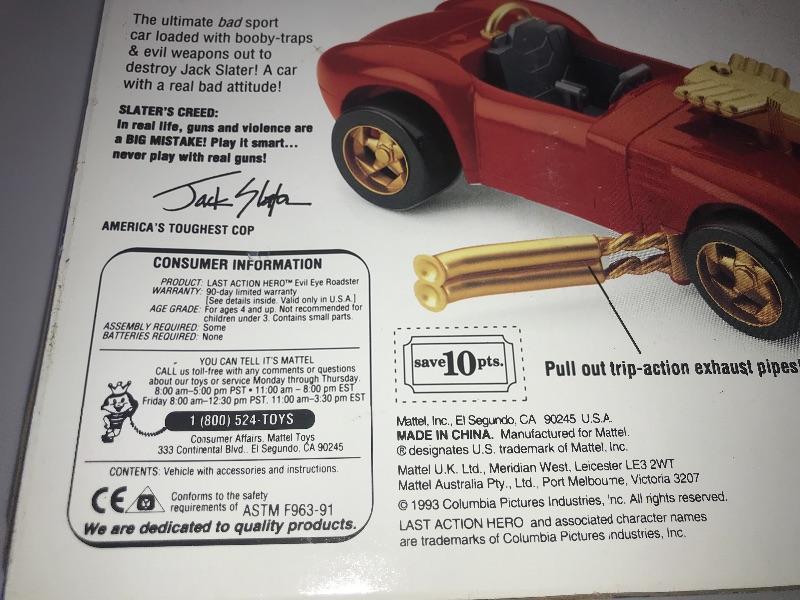 The ultimate bad sport
car loaded with booby-traps
& evil weapons out to
destroy Jack Slater! A car
with a real bad attitude!
SLATER'S CREED:
In real life, guns and violence are
a BIG MISTAKE! Play it smart...
never play with real guns!
Jack Slater
AMERICA'S TOUGHEST COP
CONSUMER INFORMATION
PRODUCT: LAST ACTION HERO™ Evil Eye Roadster
WARRANTY: 90-day limited warranty
[See details inside. Valid only in U.S.A.]
AGE GRADE: For ages 4 and up. Not recommended for
children under 3. Contains small parts.
ASSEMBLY REQUIRED: Some
BATTERIES REQUIRED: None
YOU CAN TELL IT'S MATTEL
CALL us toll-free with any comments or questions
about our toys or service Monday through Thursday.
8:00 am-5:00 pm PST • 11:00 am - 8:00 pm EST
Friday 8:00 am-12:30 pm PST. 11:00 am-3:30 pm EST
1 (800) 524-TOYS
Consumer Affairs, Mattel Toys
333 Continental Blvd., El Segundo, CA 90245
CONTENTS: Vehicle with accessories and instructions.
CE
Conforms to the safety
requirements of ASTM F963-91
We are dedicated to quality products.
save 10 pts.
Pull out trip-action exhaust pipes!
Mattel, Inc., El Segundo, CA 90245 U.S.A.
MADE IN CHINA. Manufactured for Mattel.
® designates U.S. trademark of Mattel, Inc.
Mattel U.K. Ltd., Meridian West, Leicester LE3 2WT
Mattel Australia Pty., Ltd., Port Melbourne, Victoria 3207
© 1993 Columbia Pictures Industries, Inc. All rights reserved.
LAST ACTION HERO and associated character names
are trademarks of Columbia Pictures Industries, Inc.